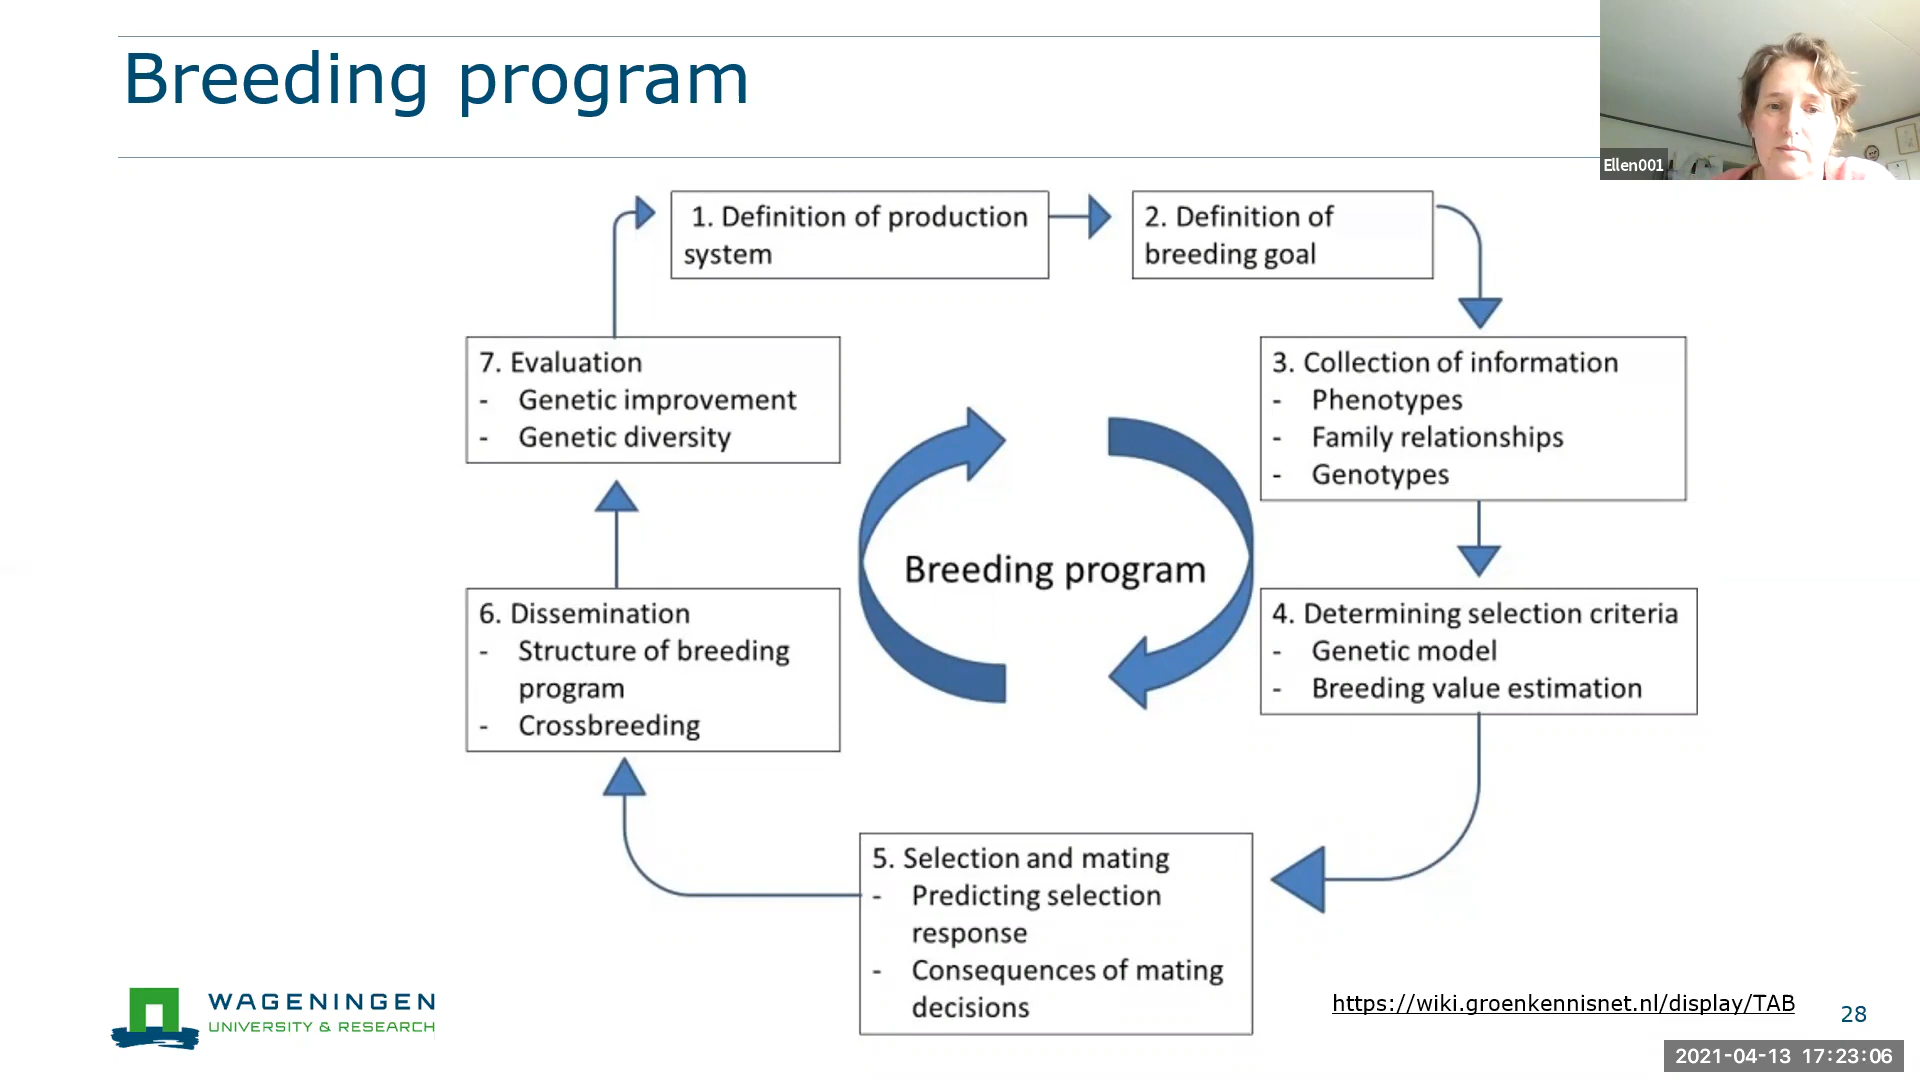 Breeding program
Ellen001
1. Definition of production
system
2. Definition of
breeding goal
7. Evaluation
- Genetic improvement
- Genetic diversity
3. Collection of information
- Phenotypes
- Family relationships
- Genotypes
Breeding program
6. Dissemination
- Structure of breeding
program
- Crossbreeding
4. Determining selection criteria
- Genetic model
- Breeding value estimation
5. Selection and mating
- Predicting selection
response
- Consequences of mating
decisions
WAGENINGEN
UNIVERSITY & RESEARCH
https://wiki.groenkennisnet.nl/display/TAB
28
2021-04-13 17:23:06